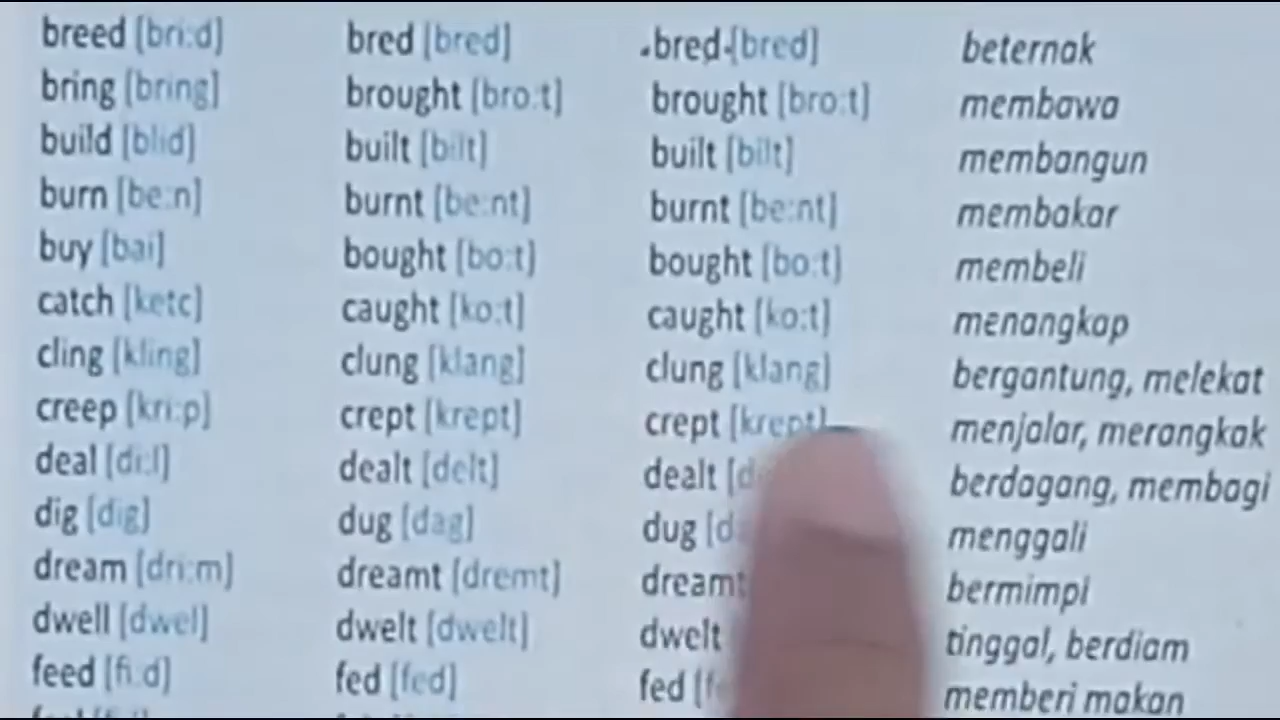 breed [bri:d] bred [bred] bred [bred] beternak
bring [bring] brought [bro:t] brought [bro:t] membawa
build [blid] built [bilt] built [bilt] membangun
burn [be:n] burnt [be:nt] burnt [be:nt] membakar
buy [bai] bought [bo:t] bought [bo:t] membeli
catch [ketc] caught [ko:t] caught [ko:t] menangkap
cling [kling] clung [klang] clung [klang] bergantung, melekat
creep [kri:p] crept [krept] crept [krept] menjalar, merangkak
deal [di:l] dealt [delt] dealt berdagang, membagi
dig [dig] dug [dag] dug menggali
dream [dri:m] dreamt [dremt] dreamt bermimpi
dwell [dwel] dwelt [dwelt] dwelt tinggal, berdiam
feed [fi:d] fed [fed] fed memberi makan